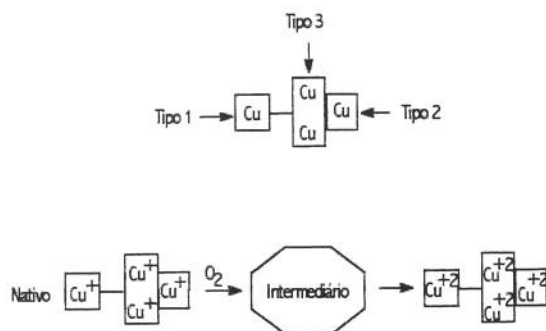 Tipo 3
Cu
Tipo 1 Cu Cu Tipo 2
Cu
Nativo Cu+ Cu+ Cu+ Cu+ O2 Intermediário Cu+2 Cu+2 Cu+2 Cu+2